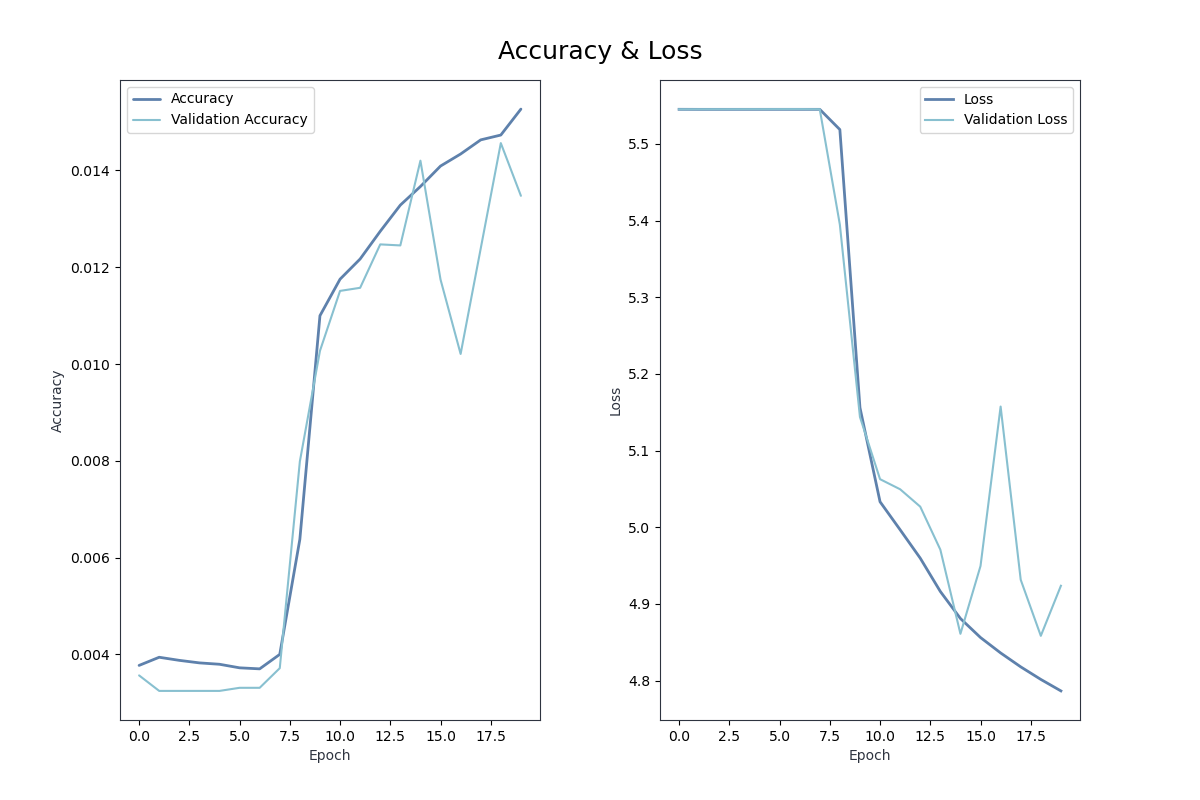 Accuracy & Loss
Accuracy
Validation Accuracy
0.014
0.012
0.010
0.008
0.006
0.004
Accuracy
0.0 2.5 5.0 7.5 10.0 12.5 15.0 17.5
Epoch
Loss
Validation Loss
5.5
5.4
5.3
5.2
5.1
5.0
4.9
4.8
Loss
0.0 2.5 5.0 7.5 10.0 12.5 15.0 17.5
Epoch